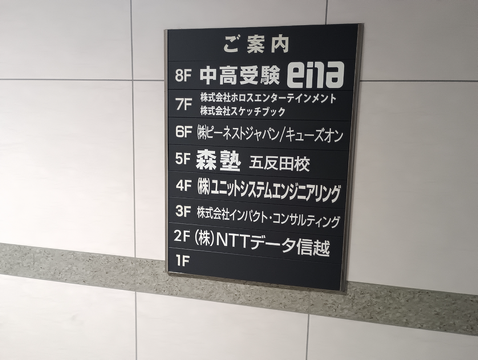 ご案内
8F 中高受験 ena
7F 株式会社ホロスエンターテインメント
株式会社スケッチブック
6F ㈱ビーネストジャパン/キューズオン
5F 森塾 五反田校
4F ㈱ユニットシステムエンジニアリング
3F 株式会社インパクト・コンサルティング
2F (株)NTTデータ信越
1F